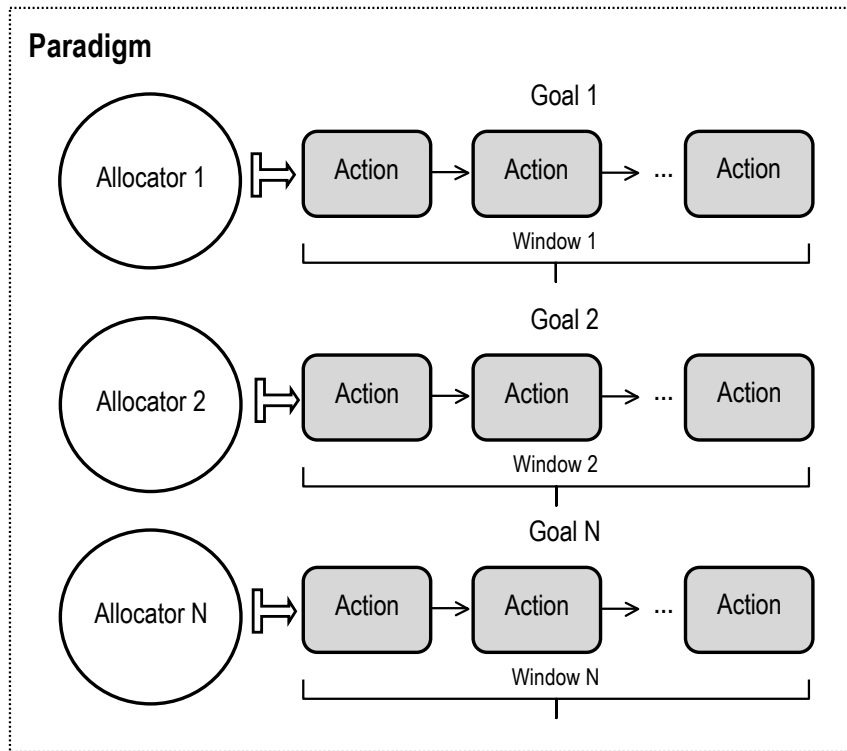 Paradigm
Goal 1
Allocator 1
Action
Action
...
Action
Window 1
Goal 2
Allocator 2
Action
Action
...
Action
Window 2
Goal N
Allocator N
Action
Action
...
Action
Window N